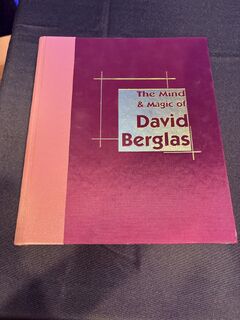 The Mind
& Magic of
David
Berglas